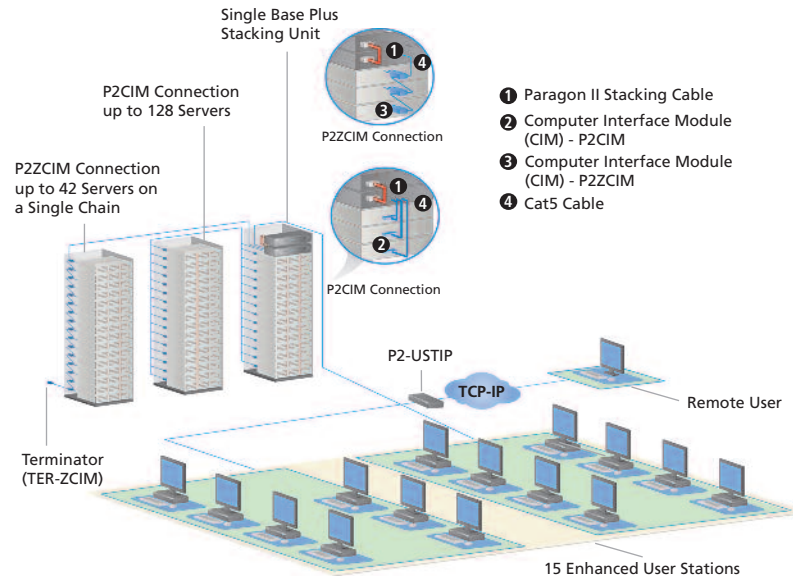 Single Base Plus
Stacking Unit
P2CIM Connection
up to 128 Servers
P2ZCIM Connection
up to 42 Servers on
a Single Chain
1
4
3
P2ZCIM Connection
1
4
2
P2CIM Connection
1 Paragon II Stacking Cable
2 Computer Interface Module
(CIM) - P2CIM
3 Computer Interface Module
(CIM) - P2ZCIM
4 Cat5 Cable
P2-USTIP
TCP-IP
Remote User
Terminator
(TER-ZCIM)
15 Enhanced User Stations